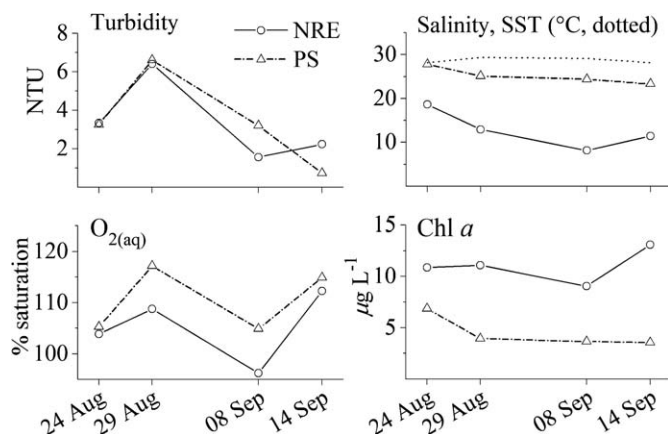 Turbidity
NRE
PS
NTU
8
6
4
2
Salinity, SST (°C, dotted)
30
20
10
O2(aq)
% saturation
120
110
100
Chl a
µg L⁻¹
15
10
5
24 Aug
29 Aug
08 Sep
14 Sep
24 Aug
29 Aug
08 Sep
14 Sep